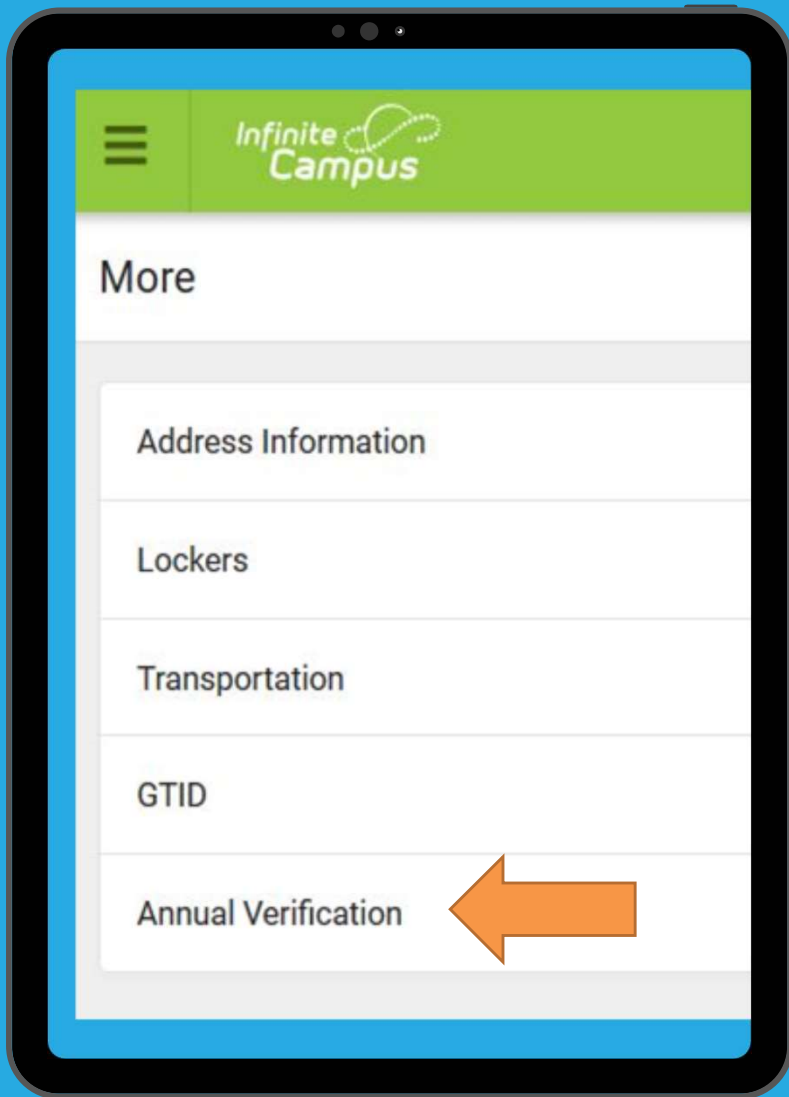 Infinite
Campus
More
Address Information
Lockers
Transportation
GTID
Annual Verification